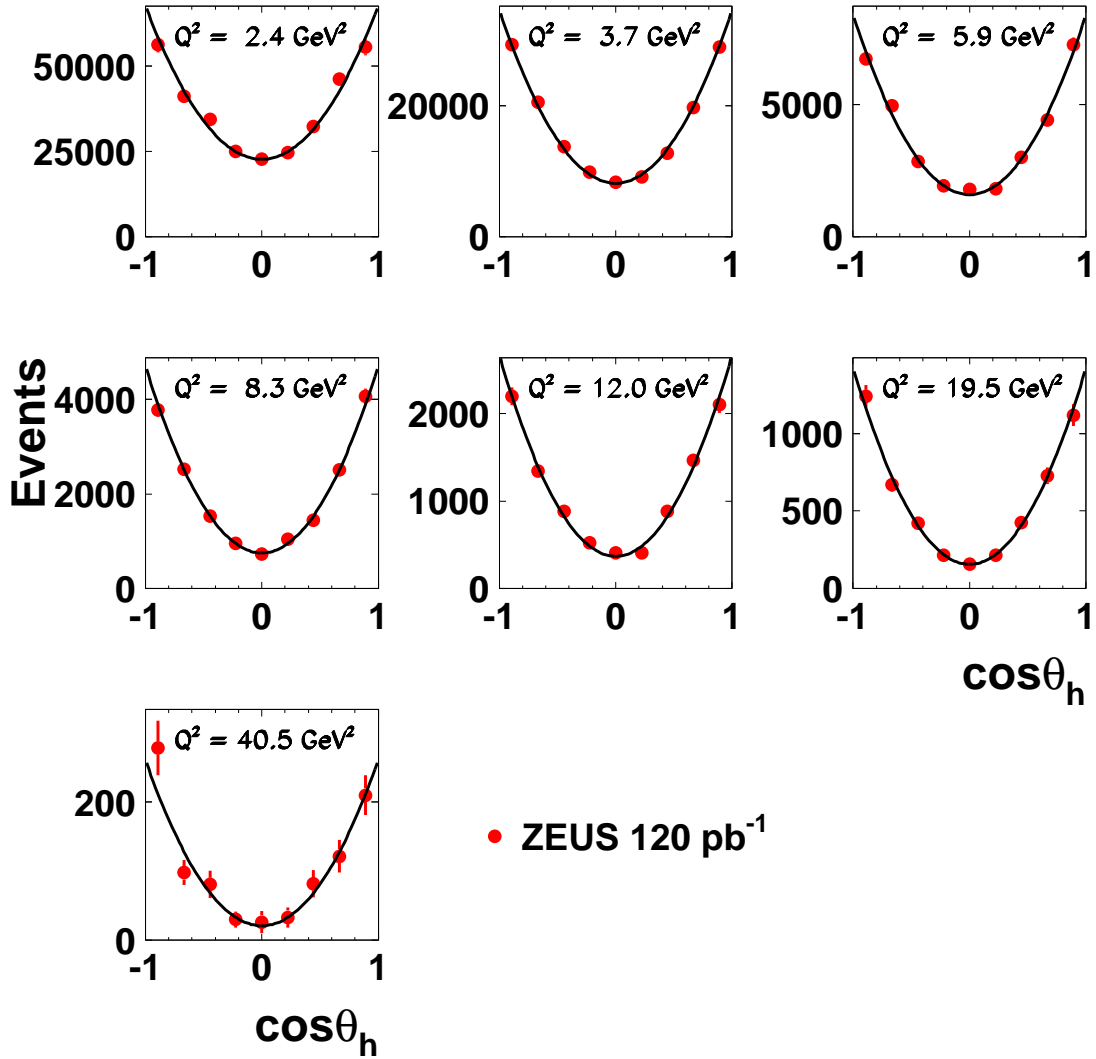 Q² = 2.4 GeV²
50000
25000
0
-1 0 1
Q² = 3.7 GeV²
20000
0
-1 0 1
Q² = 5.9 GeV²
5000
0
-1 0 1
Events
Q² = 8.3 GeV²
4000
2000
0
-1 0 1
Q² = 12.0 GeV²
2000
1000
0
-1 0 1
Q² = 19.5 GeV²
1000
500
0
-1 0 1
cosθh
Q² = 40.5 GeV²
200
0
-1 0 1
cosθh
ZEUS 120 pb⁻¹